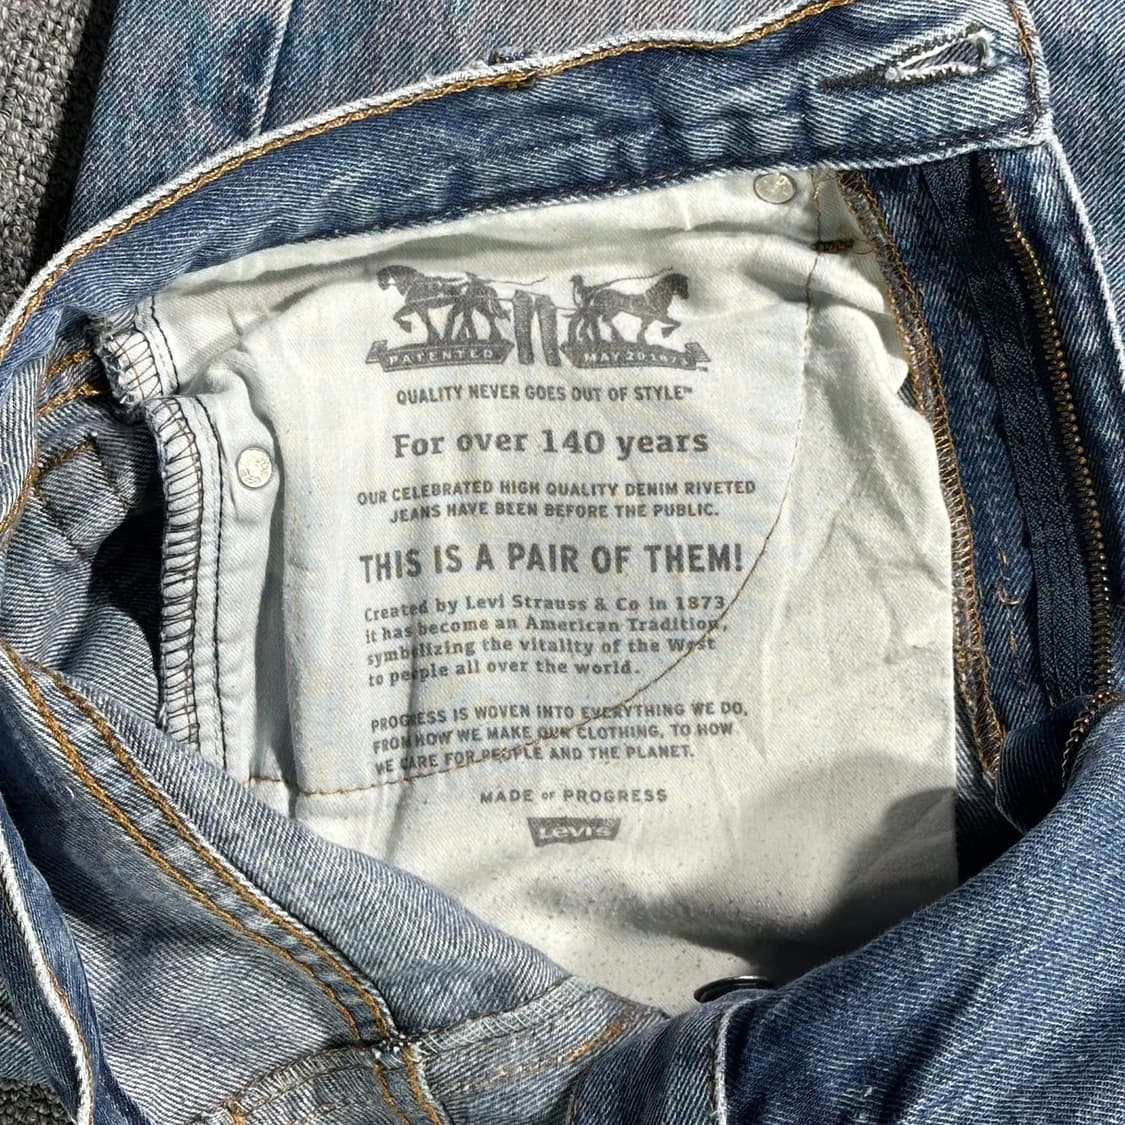 PATENTED MAY 20 1873
QUALITY NEVER GOES OUT OF STYLE™
For over 140 years
OUR CELEBRATED HIGH QUALITY DENIM RIVETED
JEANS HAVE BEEN BEFORE THE PUBLIC.
THIS IS A PAIR OF THEM!
Created by Levi Strauss & Co in 1873
it has become an American Tradition,
symbolizing the vitality of the West
to people all over the world.
PROGRESS IS WOVEN INTO EVERYTHING WE DO,
FROM HOW WE MAKE OUR CLOTHING, TO HOW
WE CARE FOR PEOPLE AND THE PLANET.
MADE OF PROGRESS
Levi's®